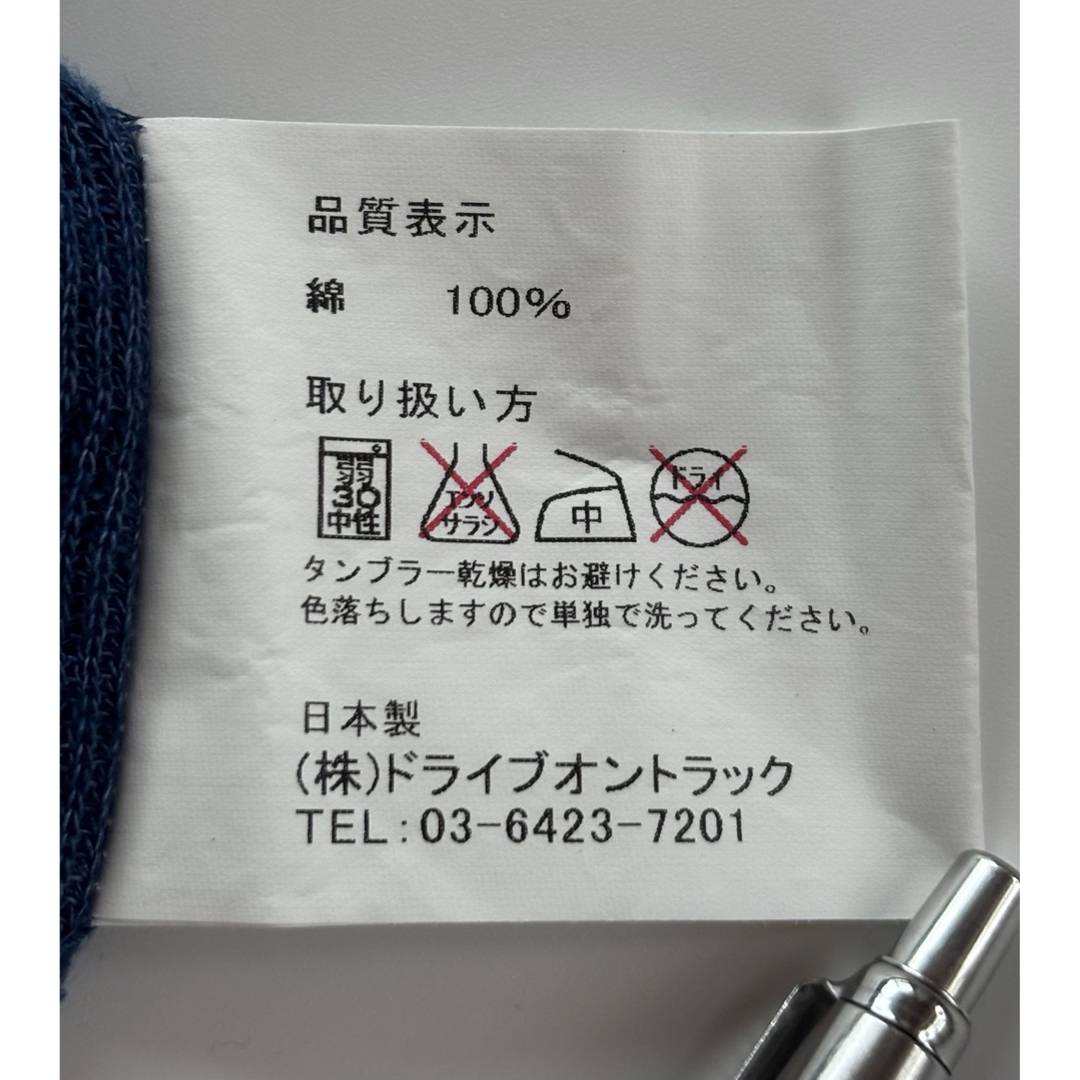 品質表示
綿 100%
取り扱い方
弱 30 中性
エンソ サラシ
中
ドライ
タンブラー乾燥はお避けください。
色落ちしますので単独で洗ってください。
日本製
(株)ドライブオントラック
TEL:03-6423-7201